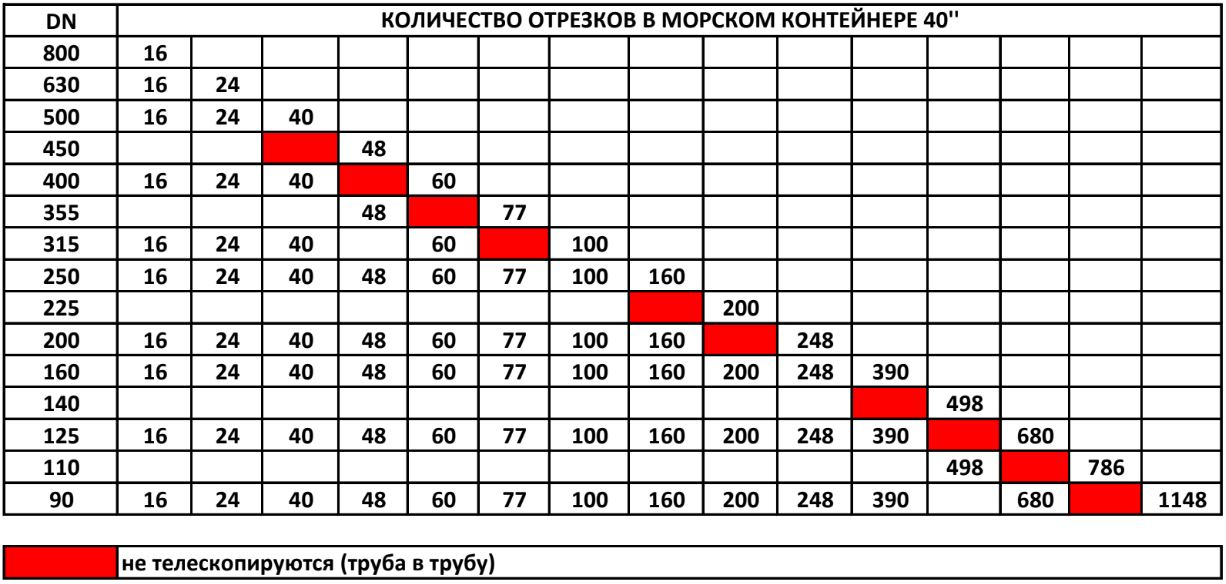 DN КОЛИЧЕСТВО ОТРЕЗКОВ В МОРСКОМ КОНТЕЙНЕРЕ 40''
800 16
630 16 24
500 16 24 40
450 48
400 16 24 40 60
355 48 77
315 16 24 40 60 100
250 16 24 40 48 60 77 100 160
225 200
200 16 24 40 48 60 77 100 160 248
160 16 24 40 48 60 77 100 160 200 248 390
140 498
125 16 24 40 48 60 77 100 160 200 248 390 680
110 498 786
90 16 24 40 48 60 77 100 160 200 248 390 680 1148
не телескопируются (труба в трубу)